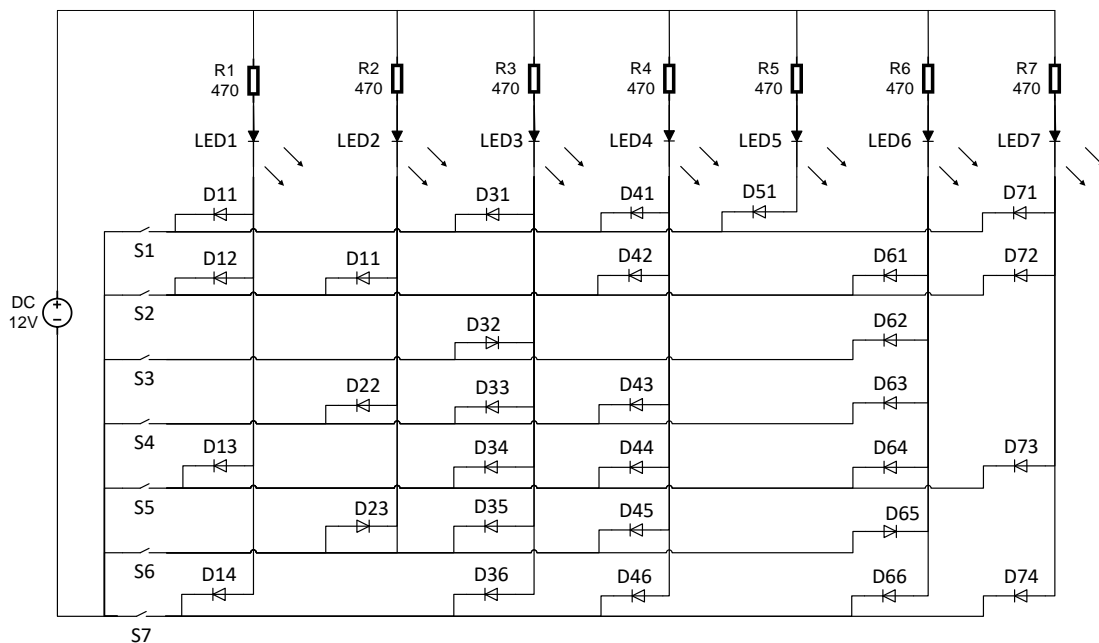 R1 R2 R3 R4 R5 R6 R7
470 470 470 470 470 470 470
LED1 LED2 LED3 LED4 LED5 LED6 LED7
D11 D31 D41 D51 D71
S1
D12 D11 D42 D61 D72
S2
DC
12V
D32 D62
S3
D22 D33 D43 D63
S4
D13 D34 D44 D64 D73
S5
D23 D35 D45 D65
S6
D14 D36 D46 D66 D74
S7